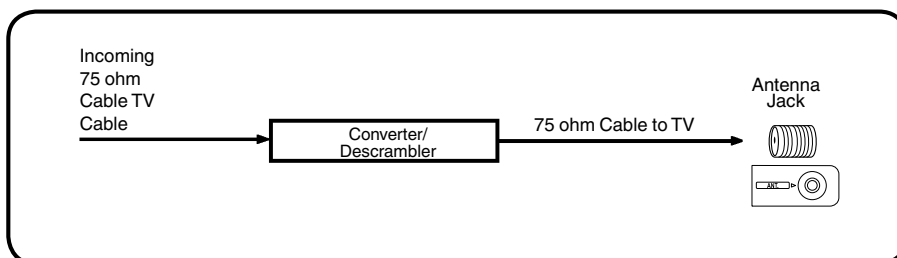 Incoming
75 ohm
Cable TV
Cable
Converter/
Descrambler
75 ohm Cable to TV
Antenna
Jack
ANT.